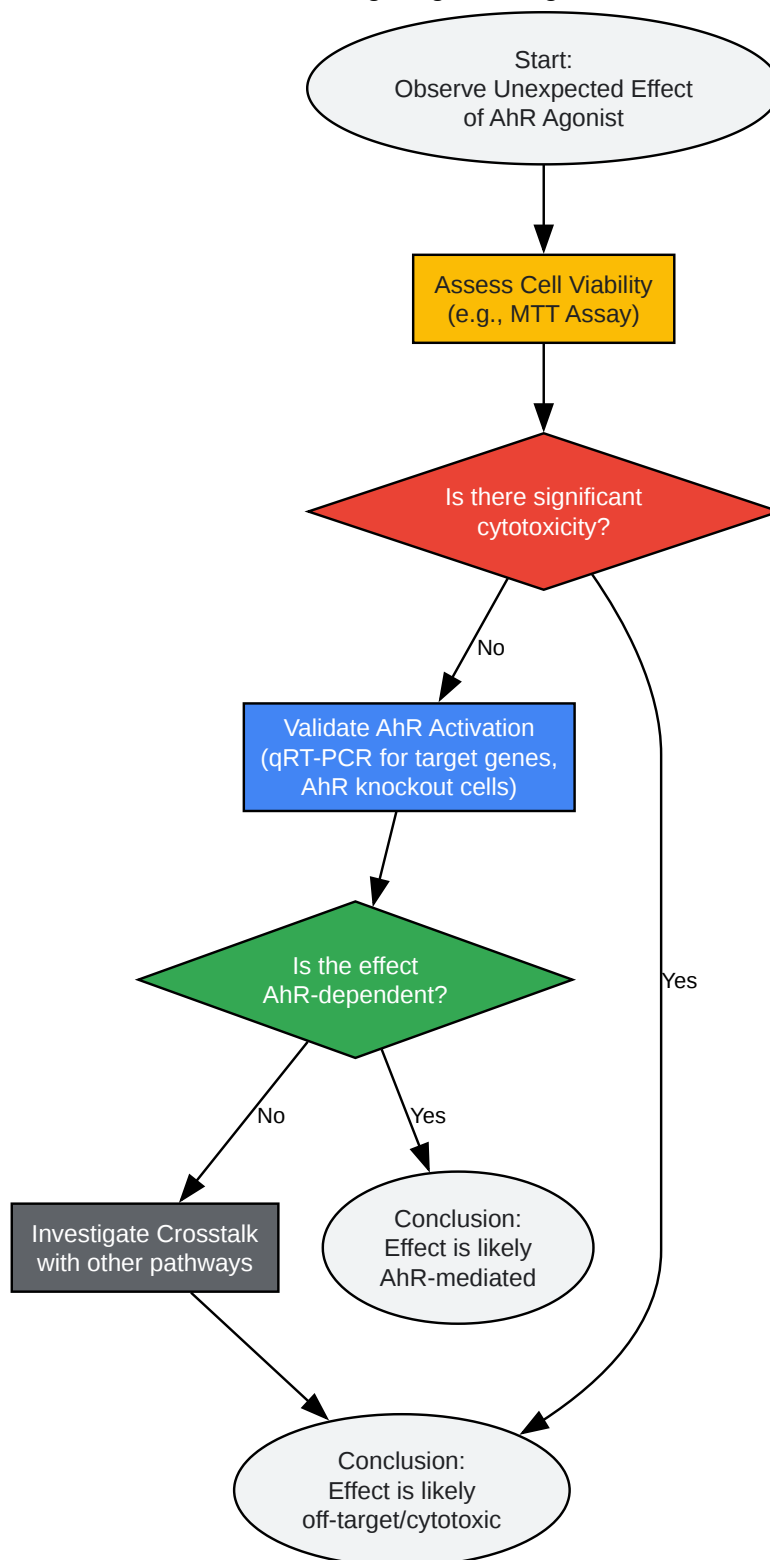 Start:
Observe Unexpected Effect
of AhR Agonist
Assess Cell Viability
(e.g., MTT Assay)
Is there significant
cytotoxicity?
No
Validate AhR Activation
(qRT-PCR for target genes,
AhR knockout cells)
Yes
Is the effect
AhR-dependent?
No
Yes
Investigate Crosstalk
with other pathways
Conclusion:
Effect is likely
AhR-mediated
Conclusion:
Effect is likely
off-target/cytotoxic